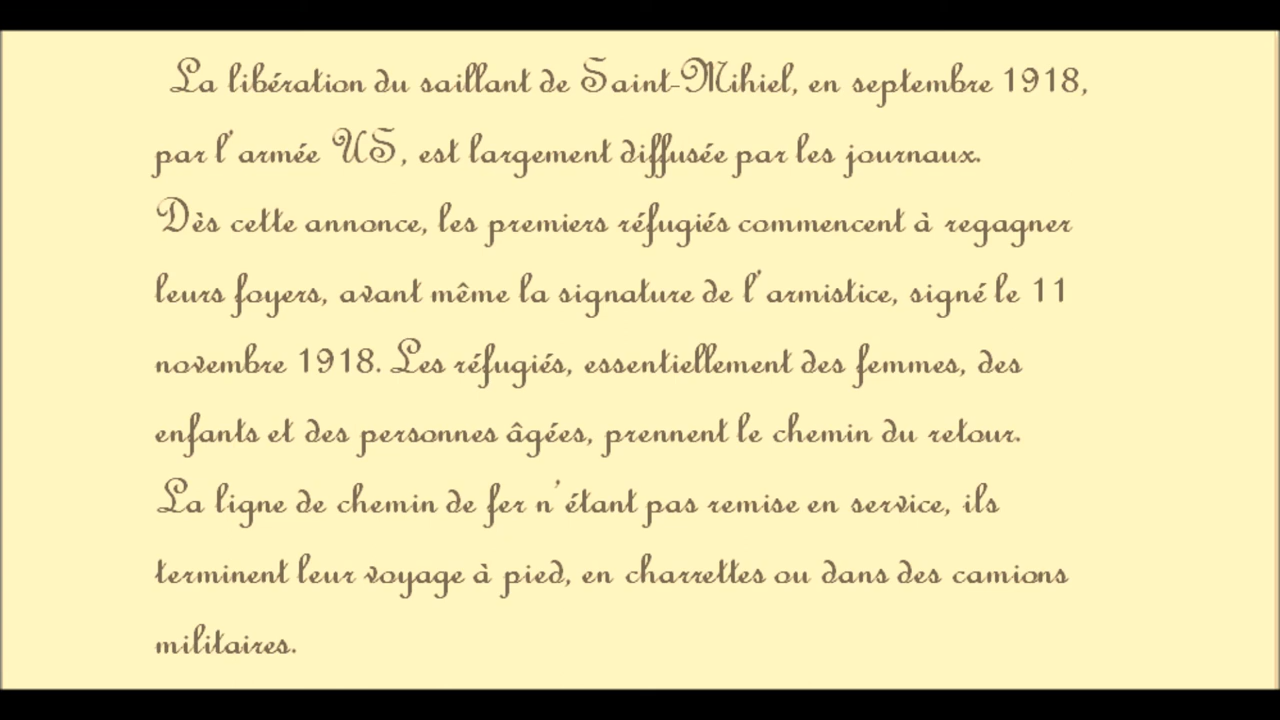 La libération du saillant de Saint-Mihiel, en septembre 1918,
par l'armée US, est largement diffusée par les journaux.
Dès cette annonce, les premiers réfugiés commencent à regagner
leurs foyers, avant même la signature de l'armistice, signé le 11
novembre 1918. Les réfugiés, essentiellement des femmes, des
enfants et des personnes âgées, prennent le chemin du retour.
La ligne de chemin de fer n'étant pas remise en service, ils
terminent leur voyage à pied, en charrettes ou dans des camions
militaires.